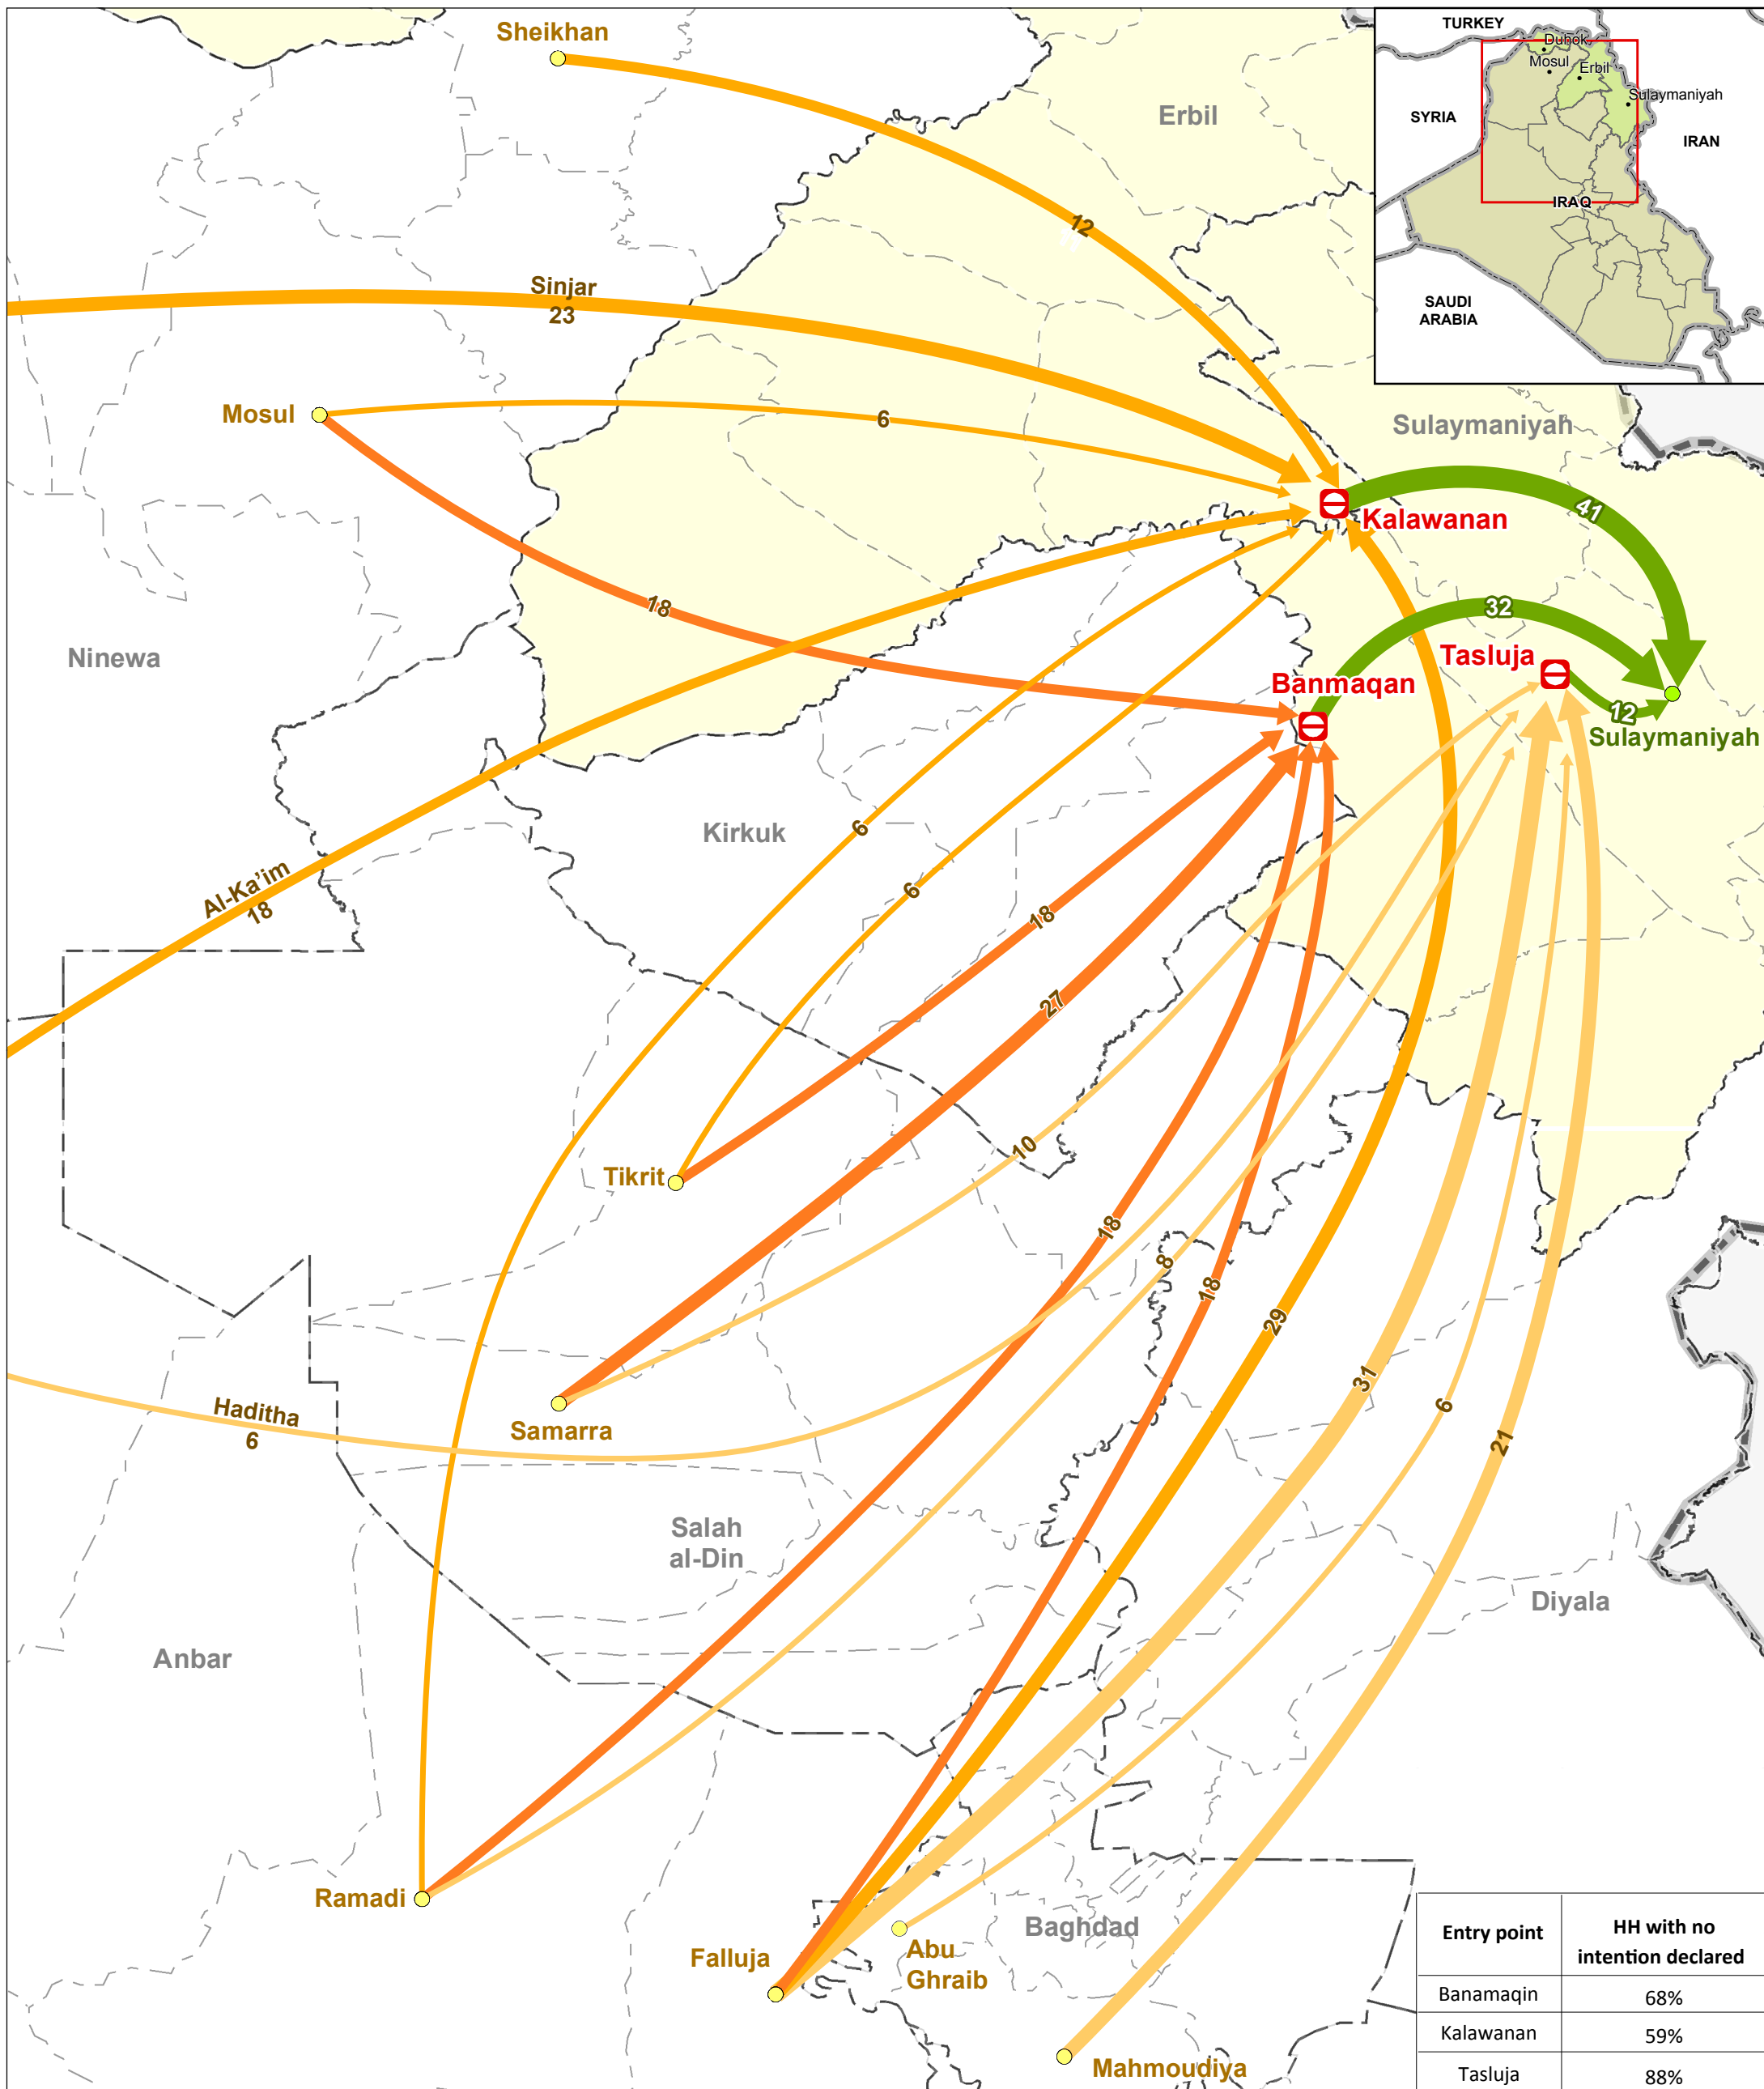 Sheikhan
Erbil
TURKEY
Duhok
Mosul
Erbil
Sulaymaniyah
SYRIA
IRAN
IRAQ
SAUDI
ARABIA
12
Sinjar
23
Mosul
6
Sulaymaniyah
Kalawanan
41
18
32
Ninewa
Tasluja
Banmaqan
12
Sulaymaniyah
Kirkuk
6
6
Al-Ka’im
18
18
27
10
Tikrit
18
8
18
29
31
6
21
Haditha
6
Samarra
Salah
al-Din
Diyala
Anbar
Ramadi
Falluja
Abu
Ghraib
Baghdad
Mahmoudiya
Entry point
HH with no
intention declared
Banamaqin 68%
Kalawanan 59%
Tasluja 88%